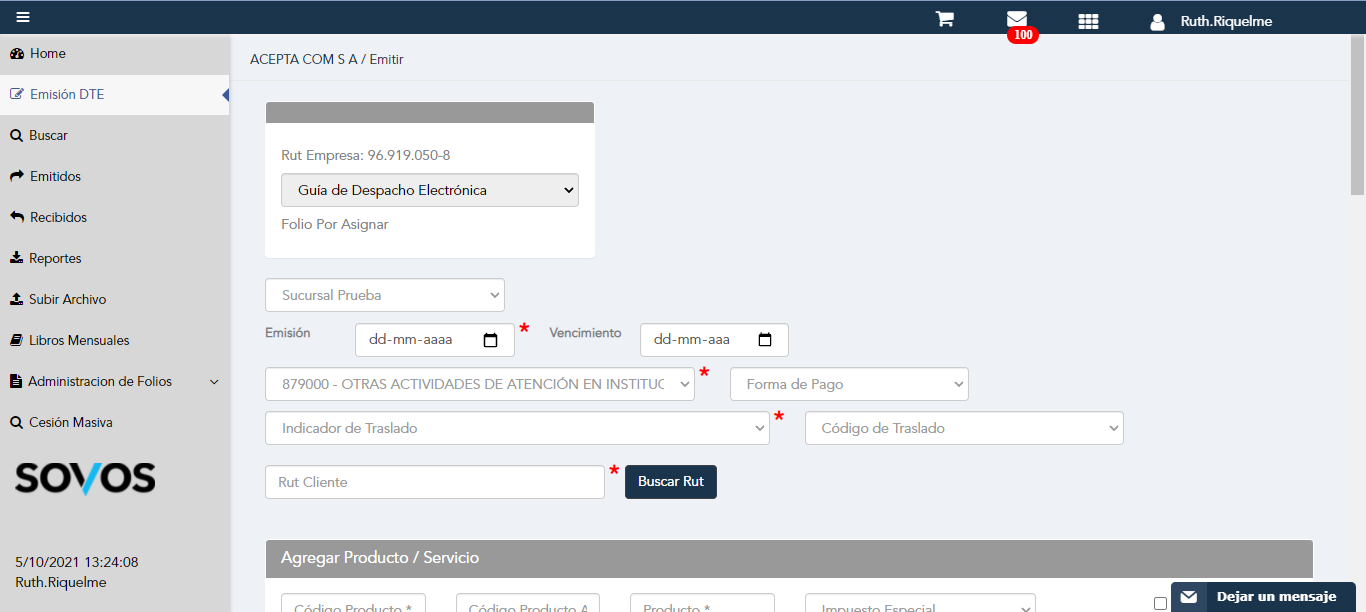 Ruth.Riquelme
100
Home
Emisión DTE
Buscar
Emitidos
Recibidos
Reportes
Subir Archivo
Libros Mensuales
Administracion de Folios
Cesión Masiva
SOVOS
5/10/2021 13:24:08
Ruth.Riquelme
ACEPTA COM S A / Emitir
Rut Empresa: 96.919.050-8
Guía de Despacho Electrónica
Folio Por Asignar
Sucursal Prueba
Emisión dd-mm-aaaa * Vencimiento dd-mm-aaa
879000 - OTRAS ACTIVIDADES DE ATENCIÓN EN INSTITUC * Forma de Pago
Indicador de Traslado * Código de Traslado
Rut Cliente * Buscar Rut
Agregar Producto / Servicio
Código Producto * Código Producto A Producto * Impuesto Especial
Dejar un mensaje